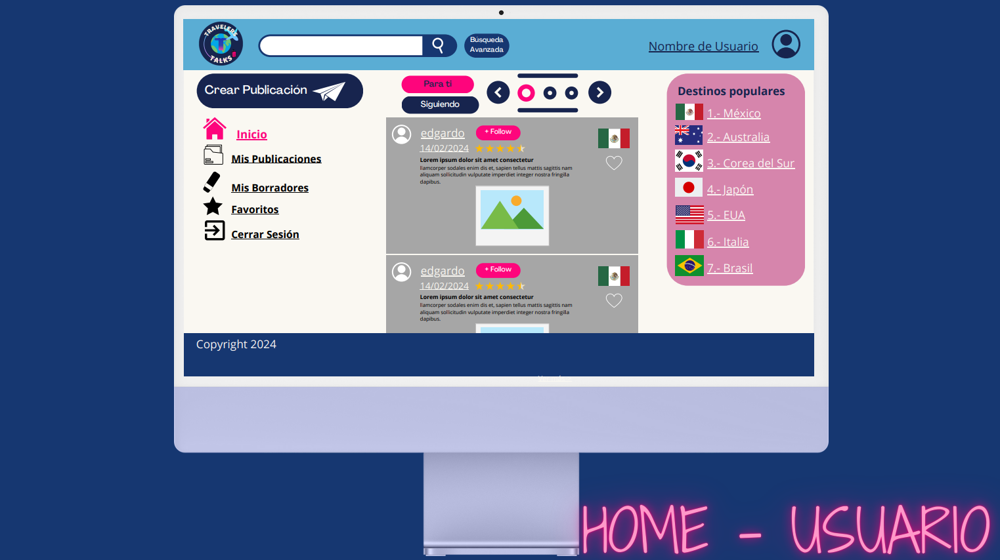 TRAVELERS
T
TALKS
Búsqueda
Avanzada
Nombre de Usuario
Crear Publicación
Inicio
Mis Publicaciones
Mis Borradores
Favoritos
Cerrar Sesión
Para ti
Siguiendo
edgardo
+ Follow
14/02/2024
Lorem ipsum dolor sit amet consectetur
llamcorper sodales enim dis et, sapien tellus mattis sagittis nam
aliquam sollicitudin vulputate imperdiet integer nostra fringilla
dapibus.
edgardo
+ Follow
14/02/2024
Lorem ipsum dolor sit amet consectetur
llamcorper sodales enim dis et, sapien tellus mattis sagittis nam
aliquam sollicitudin vulputate imperdiet integer nostra fringilla
dapibus.
Destinos populares
1.- México
2.- Australia
3.- Corea del Sur
4.- Japón
5.- EUA
6.- Italia
7.- Brasil
Copyright 2024
HOME - USUARIO